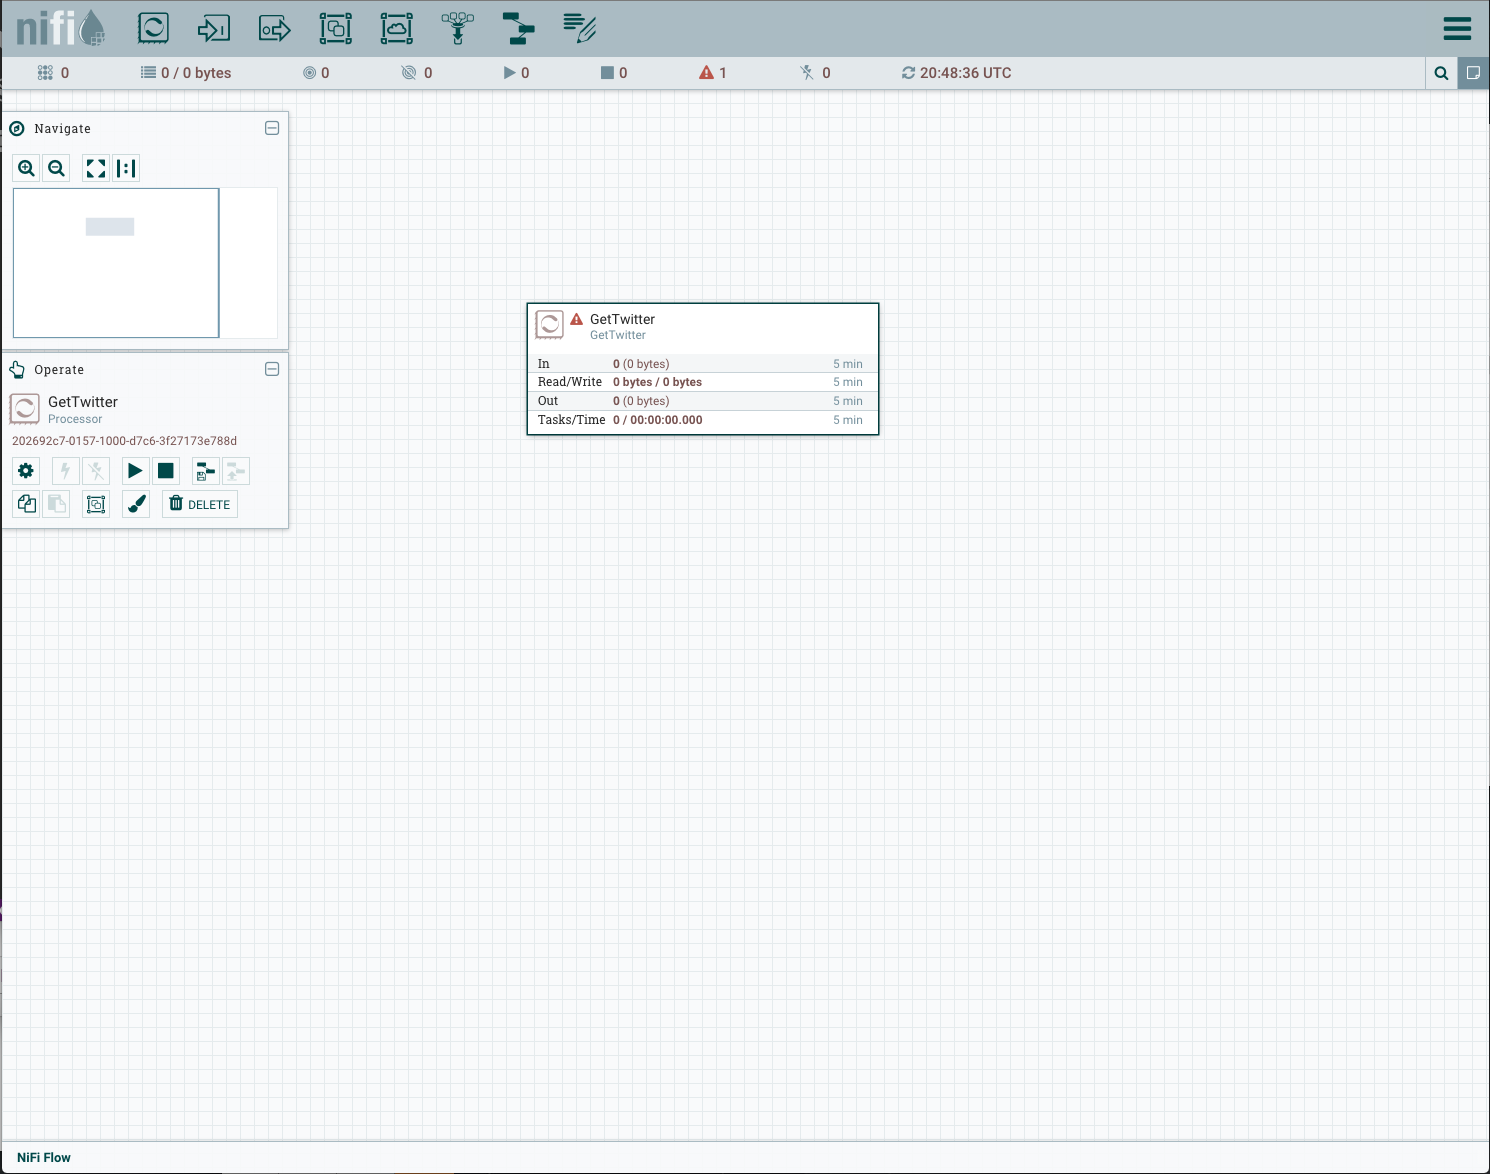 nifi
0 0 / 0 bytes 0 0 0 0 1 0 20:48:36 UTC
Navigate
GetTwitter
GetTwitter
In 0 (0 bytes) 5 min
Read/Write 0 bytes / 0 bytes 5 min
Out 0 (0 bytes) 5 min
Tasks/Time 0 / 00:00:00.000 5 min
Operate
GetTwitter
Processor
202692c7-0157-1000-d7c6-3f27173e788d
DELETE
NiFi Flow